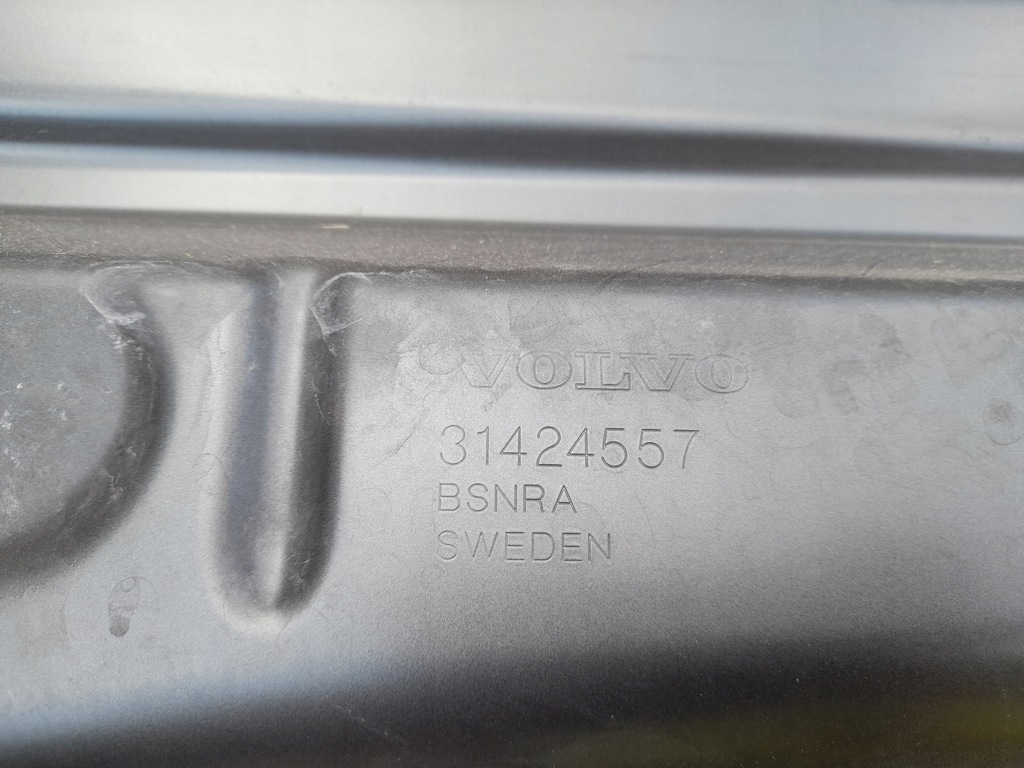 VOLVO
31424557
BSNRA
SWEDEN